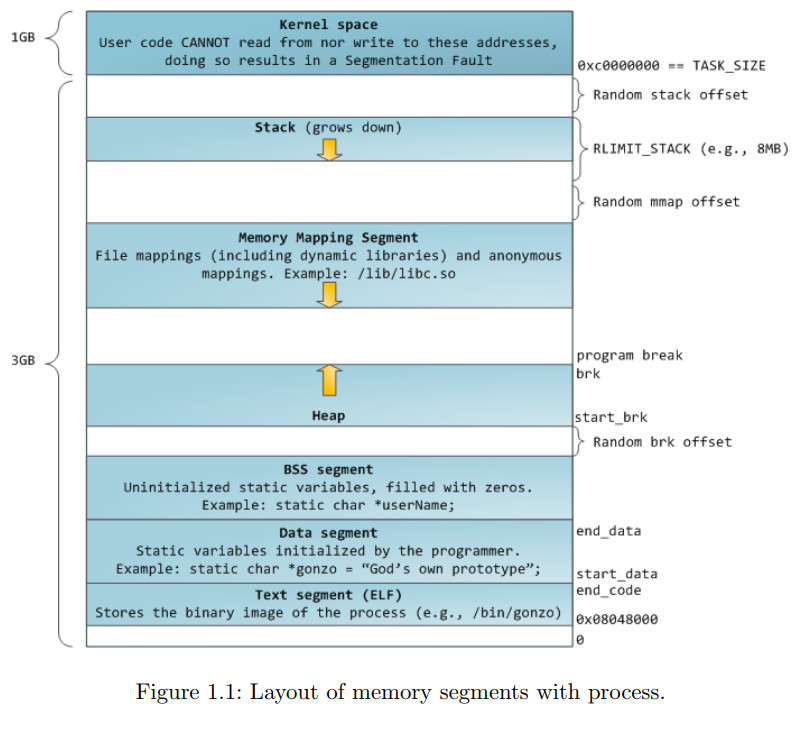 Kernel space
1GB
User code CANNOT read from nor write to these addresses,
doing so results in a Segmentation Fault
0xc0000000 == TASK_SIZE
Random stack offset
Stack (grows down)
RLIMIT_STACK (e.g., 8MB)
Random mmap offset
Memory Mapping Segment
File mappings (including dynamic libraries) and anonymous
mappings. Example: /lib/libc.so
3GB
program break
brk
Heap
start_brk
Random brk offset
BSS segment
Uninitialized static variables, filled with zeros.
Example: static char *userName;
Data segment
end_data
Static variables initialized by the programmer.
Example: static char *gonzo = “God’s own prototype”;
start_data
end_code
Text segment (ELF)
Stores the binary image of the process (e.g., /bin/gonzo)
0x08048000
0
Figure 1.1: Layout of memory segments with process.